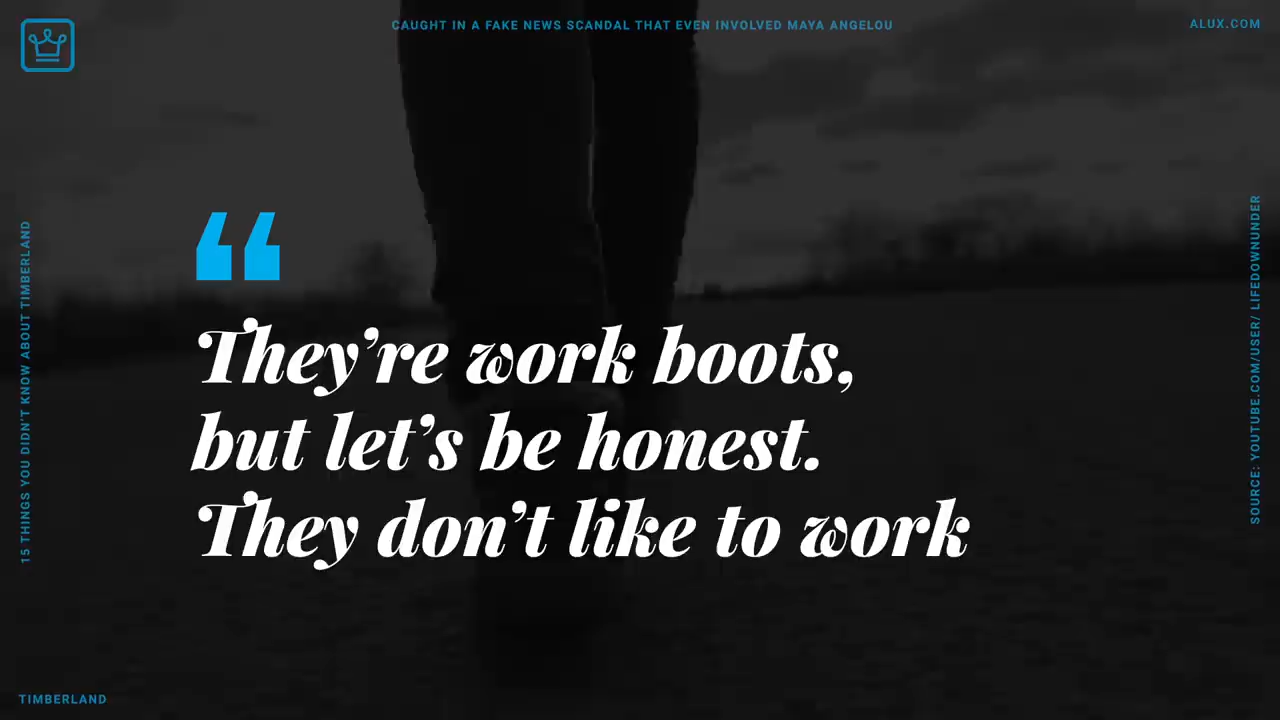 CAUGHT IN A FAKE NEWS SCANDAL THAT EVEN INVOLVED MAYA ANGELOU
ALUX.COM
15 THINGS YOU DIDN'T KNOW ABOUT TIMBERLAND
“
They’re work boots,
but let’s be honest.
They don’t like to work
SOURCE: YOUTUBE.COM/USER/ LIFEDOWNUNDER
TIMBERLAND